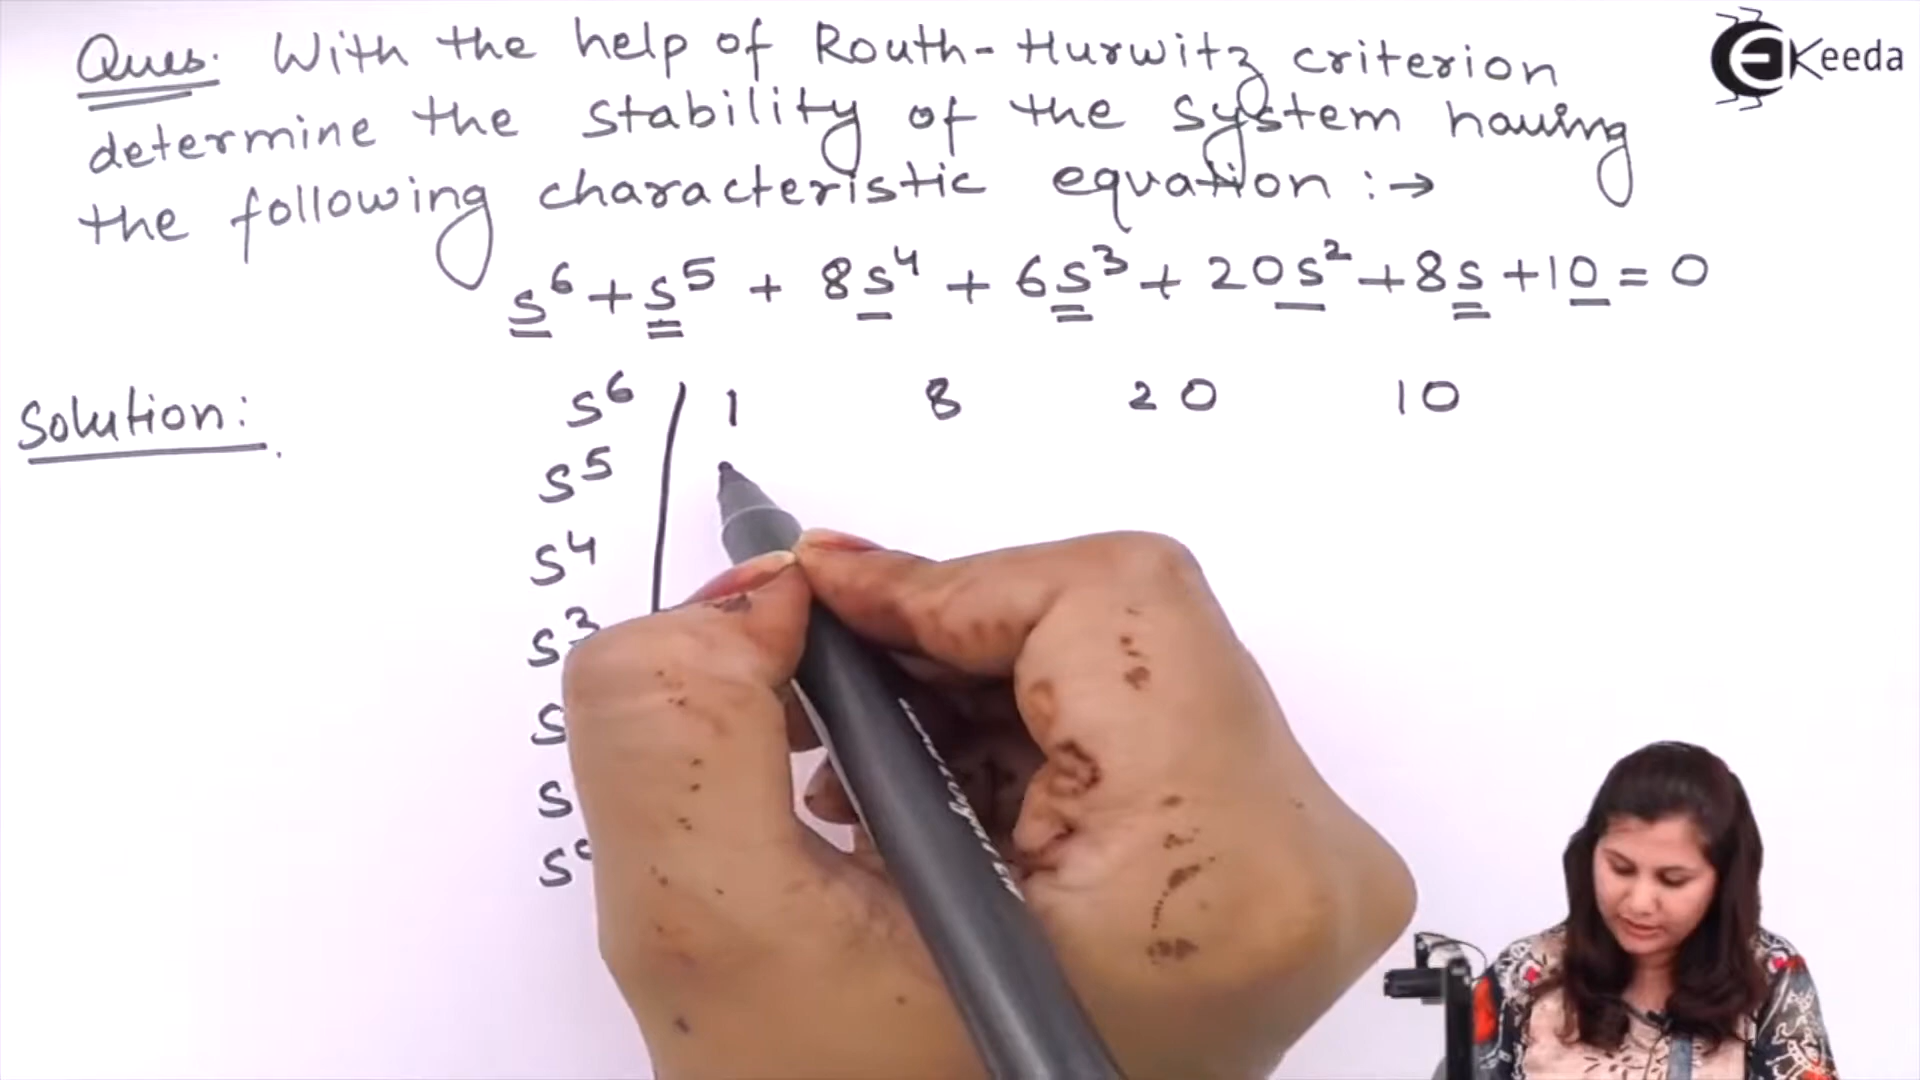 Ques. With the help of Routh-Hurwitz criterion
determine the stability of the system having
the following characteristic equation :→
s⁶ + s⁵ + 8s⁴ + 6s³ + 20s² + 8s + 10 = 0
Solution:
s⁶ 1 8 20 10
s⁵
s⁴
s³
s
s
s
EKeeda